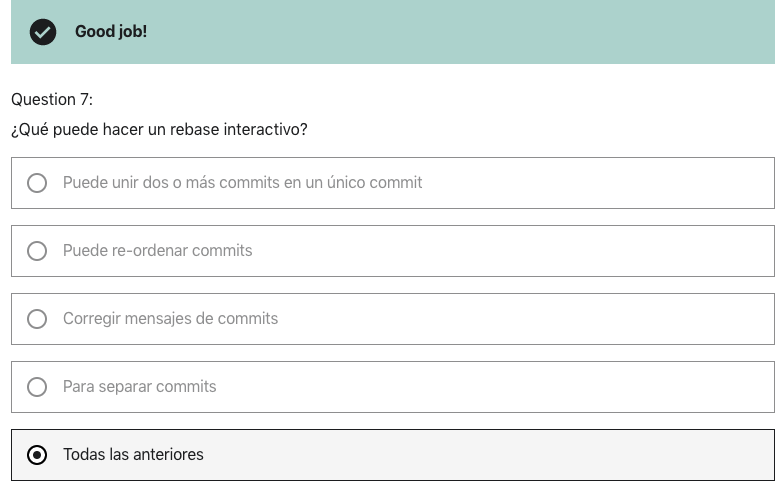 Good job!
Question 7:
¿Qué puede hacer un rebase interactivo?
Puede unir dos o más commits en un único commit
Puede re-ordenar commits
Corregir mensajes de commits
Para separar commits
Todas las anteriores